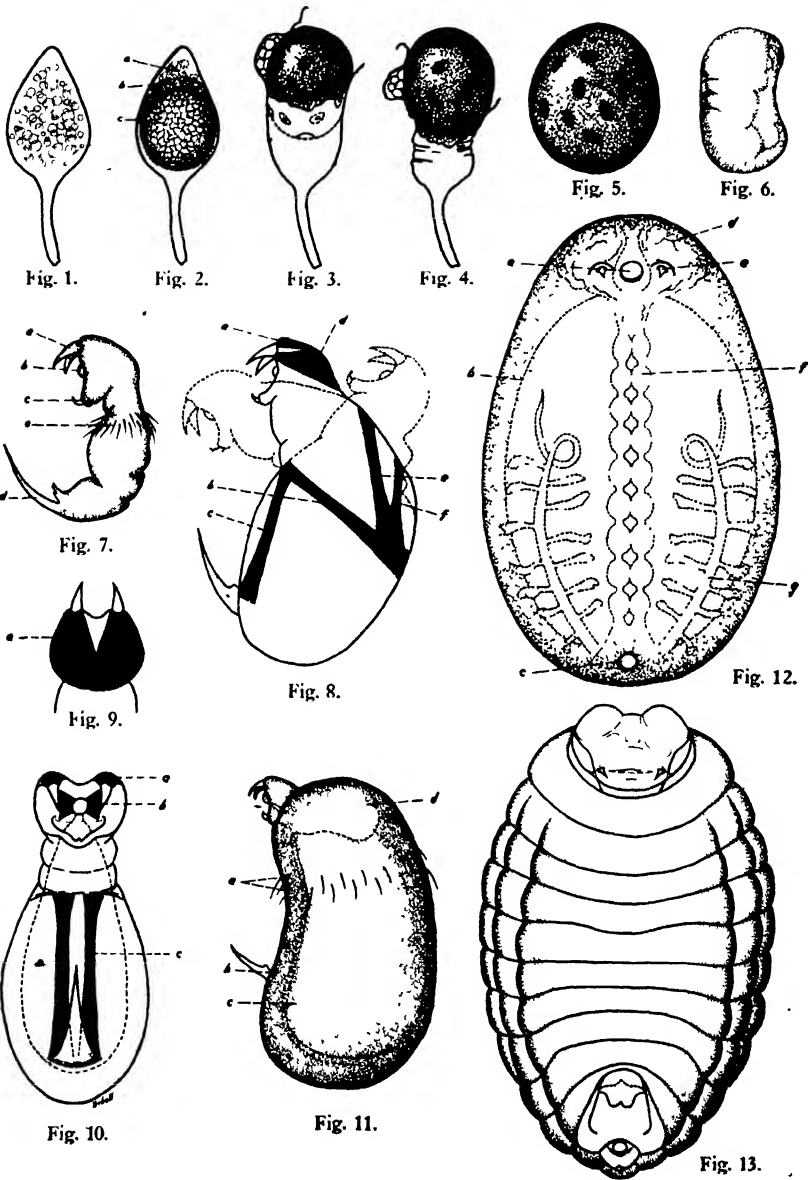 a
b
c
Fig. 1.
Fig. 2.
Fig. 3.
Fig. 4.
Fig. 5.
Fig. 6.
a
b
c
e
d
Fig. 7.
a
d
b
c
e
f
Fig. 8.
a
Fig. 9.
a
d
e
b
f
g
c
Fig. 12.
a
b
c
d
Fig. 10.
d
a
b
c
Fig. 11.
Fig. 13.